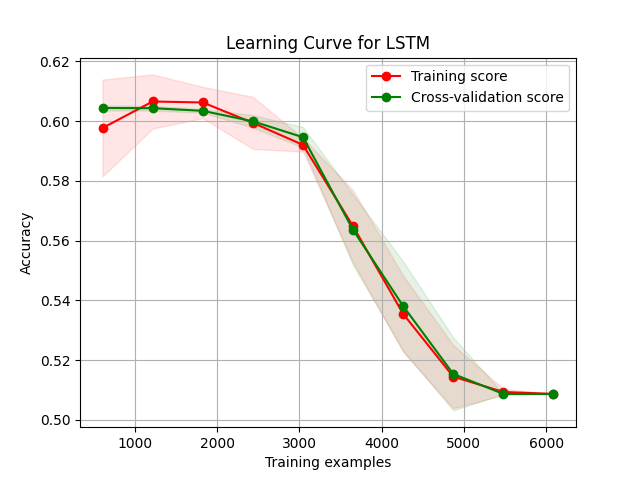 Learning Curve for LSTM
Training score
Cross-validation score
Accuracy
0.62
0.60
0.58
0.56
0.54
0.52
0.50
1000 2000 3000 4000 5000 6000
Training examples